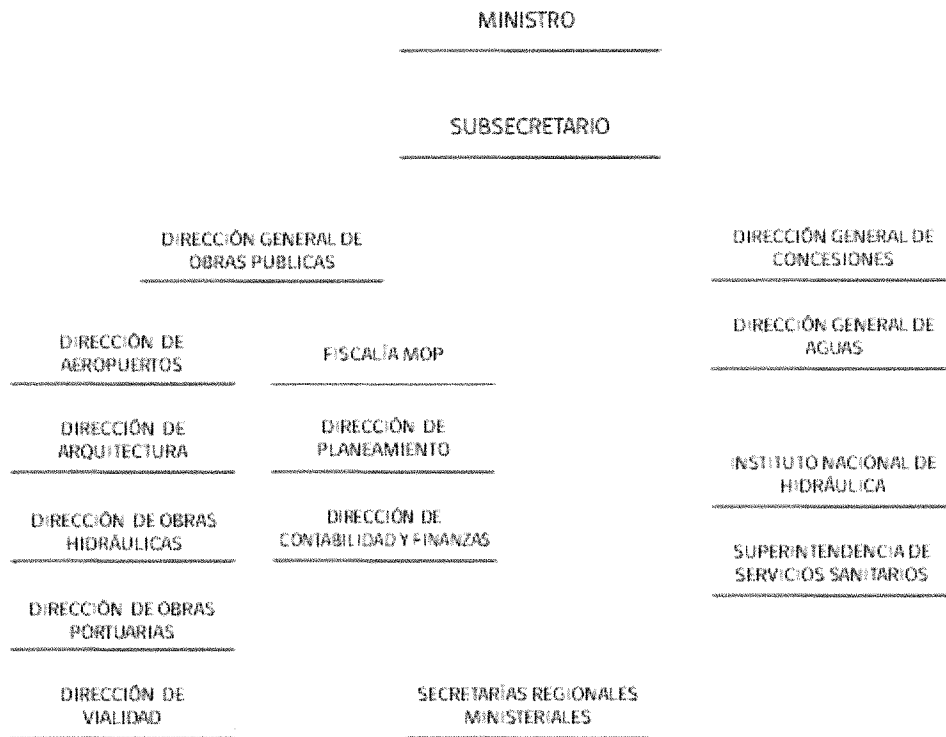 MINISTRO
SUBSECRETARIO
DIRECCIÓN GENERAL DE
OBRAS PUBLICAS
DIRECCIÓN GENERAL DE
CONCESIONES
DIRECCIÓN GENERAL DE
AGUAS
DIRECCIÓN DE
AEROPUERTOS
FISCALÍA MOP
DIRECCIÓN DE
ARQUITECTURA
DIRECCIÓN DE
PLANEAMIENTO
INSTITUTO NACIONAL DE
HIDRÁULICA
DIRECCIÓN DE OBRAS
HIDRÁULICAS
DIRECCIÓN DE
CONTABILIDAD Y FINANZAS
SUPERINTENDENCIA DE
SERVICIOS SANITARIOS
DIRECCIÓN DE OBRAS
PORTUARIAS
DIRECCIÓN DE
VIALIDAD
SECRETARÍAS REGIONALES
MINISTERIALES